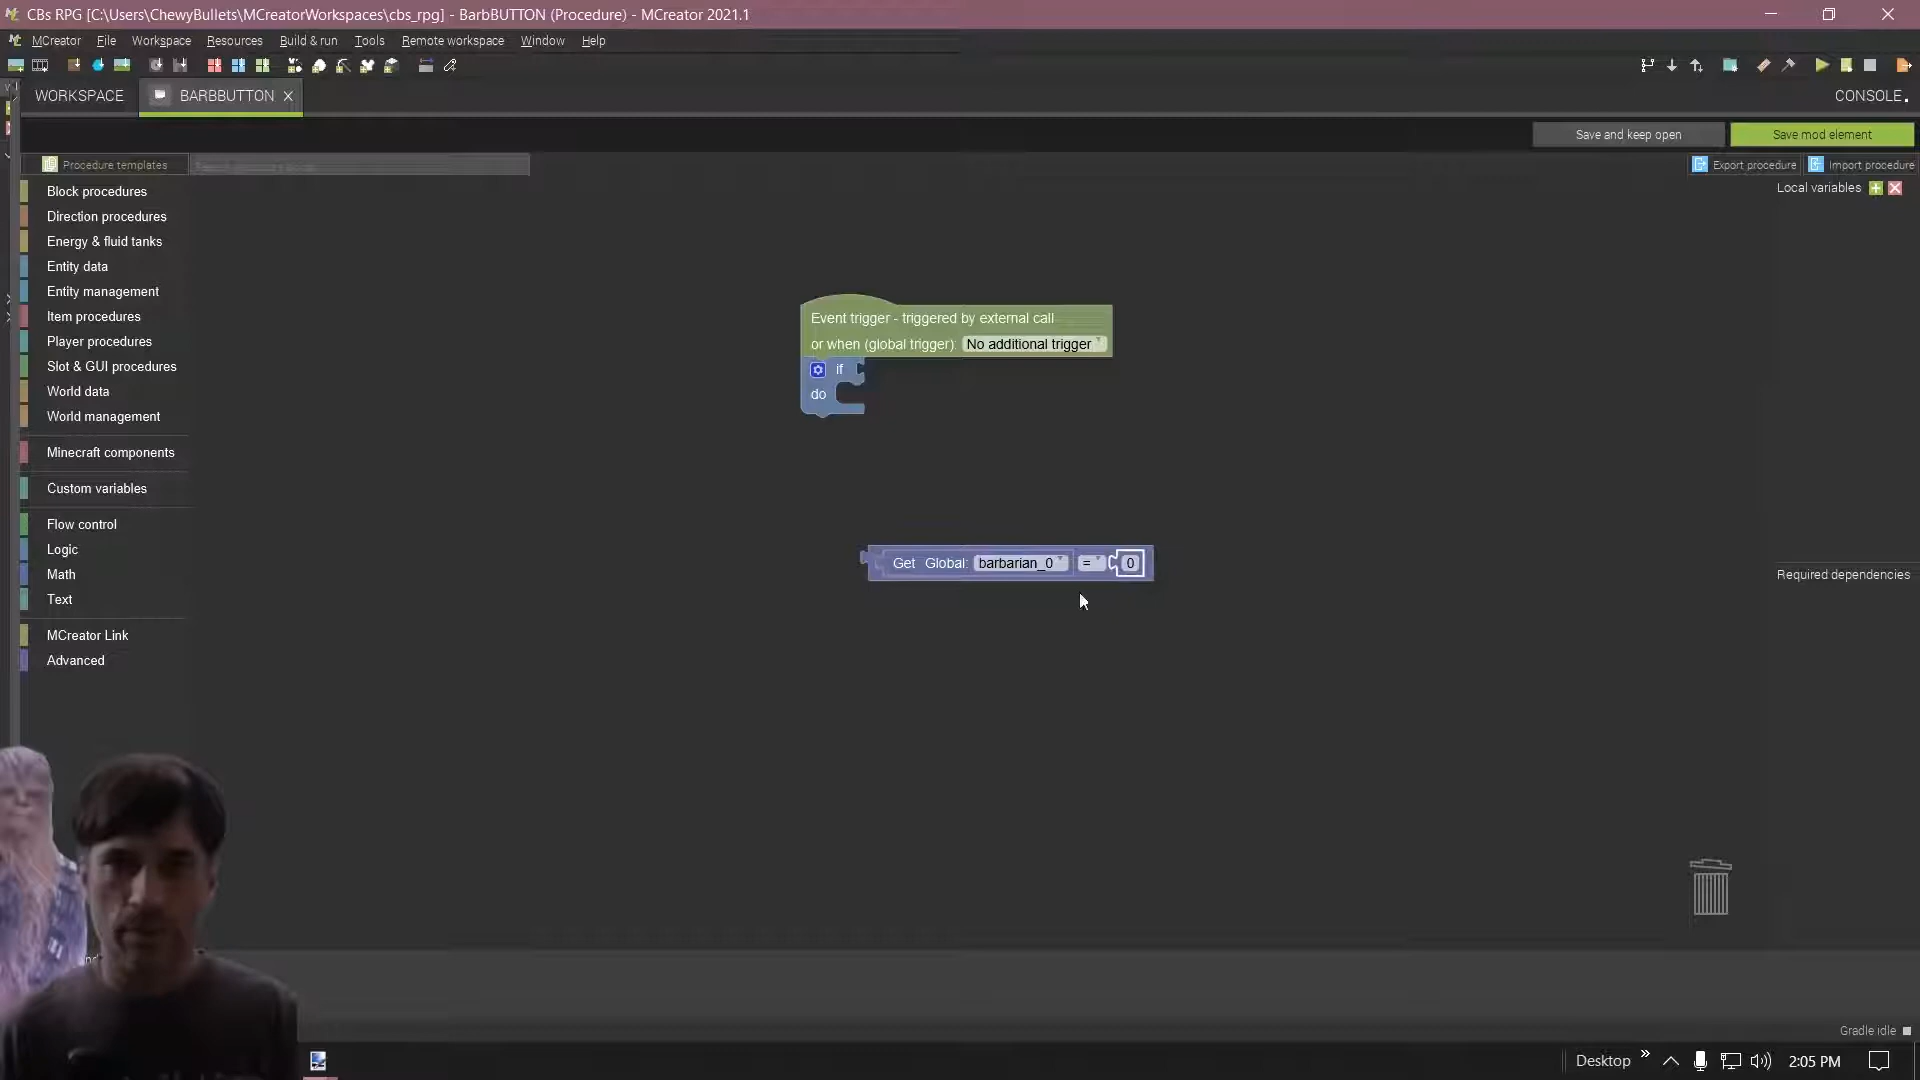 CBs RPG [C:\Users\ChewyBullets\MCreatorWorkspaces\cbs_rpg] - BarbBUTTON (Procedure) - MCreator 2021.1
MCreator File Workspace Resources Build & run Tools Remote workspace Window Help
WORKSPACE BARBBUTTON CONSOLE
Save and keep open Save mod element
Procedure templates Export procedure Import procedure
Local variables
Block procedures
Direction procedures
Energy & fluid tanks
Entity data
Entity management
Item procedures
Player procedures
Slot & GUI procedures
World data
World management
Minecraft components
Custom variables
Flow control
Logic
Math
Text
MCreator Link
Advanced
Event trigger - triggered by external call
or when (global trigger): No additional trigger
if
do
Get Global: barbarian_0 = 0
Required dependencies
Gradle idle
Desktop 2:05 PM